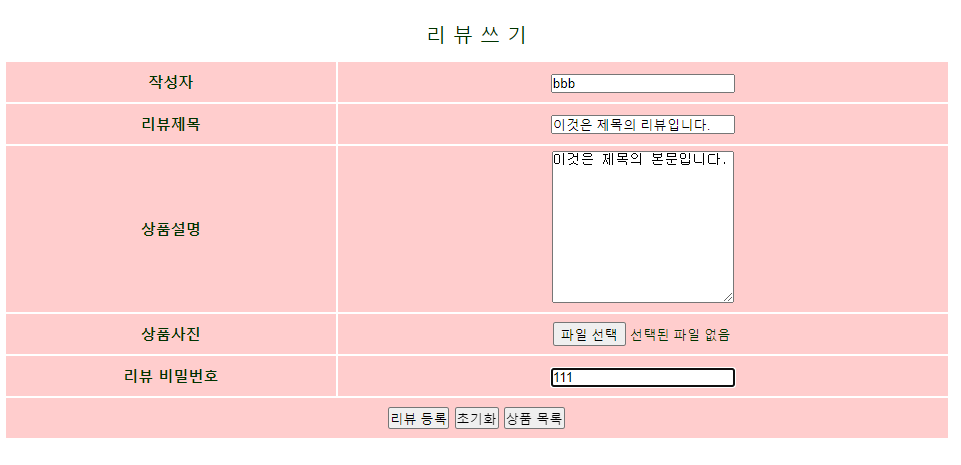 리 뷰 쓰 기
작성자 bbb
리뷰제목 이것은 제목의 리뷰입니다.
상품설명 이것은 제목의 본문입니다.
상품사진 파일 선택 선택된 파일 없음
리뷰 비밀번호 111
리뷰 등록 초기화 상품 목록